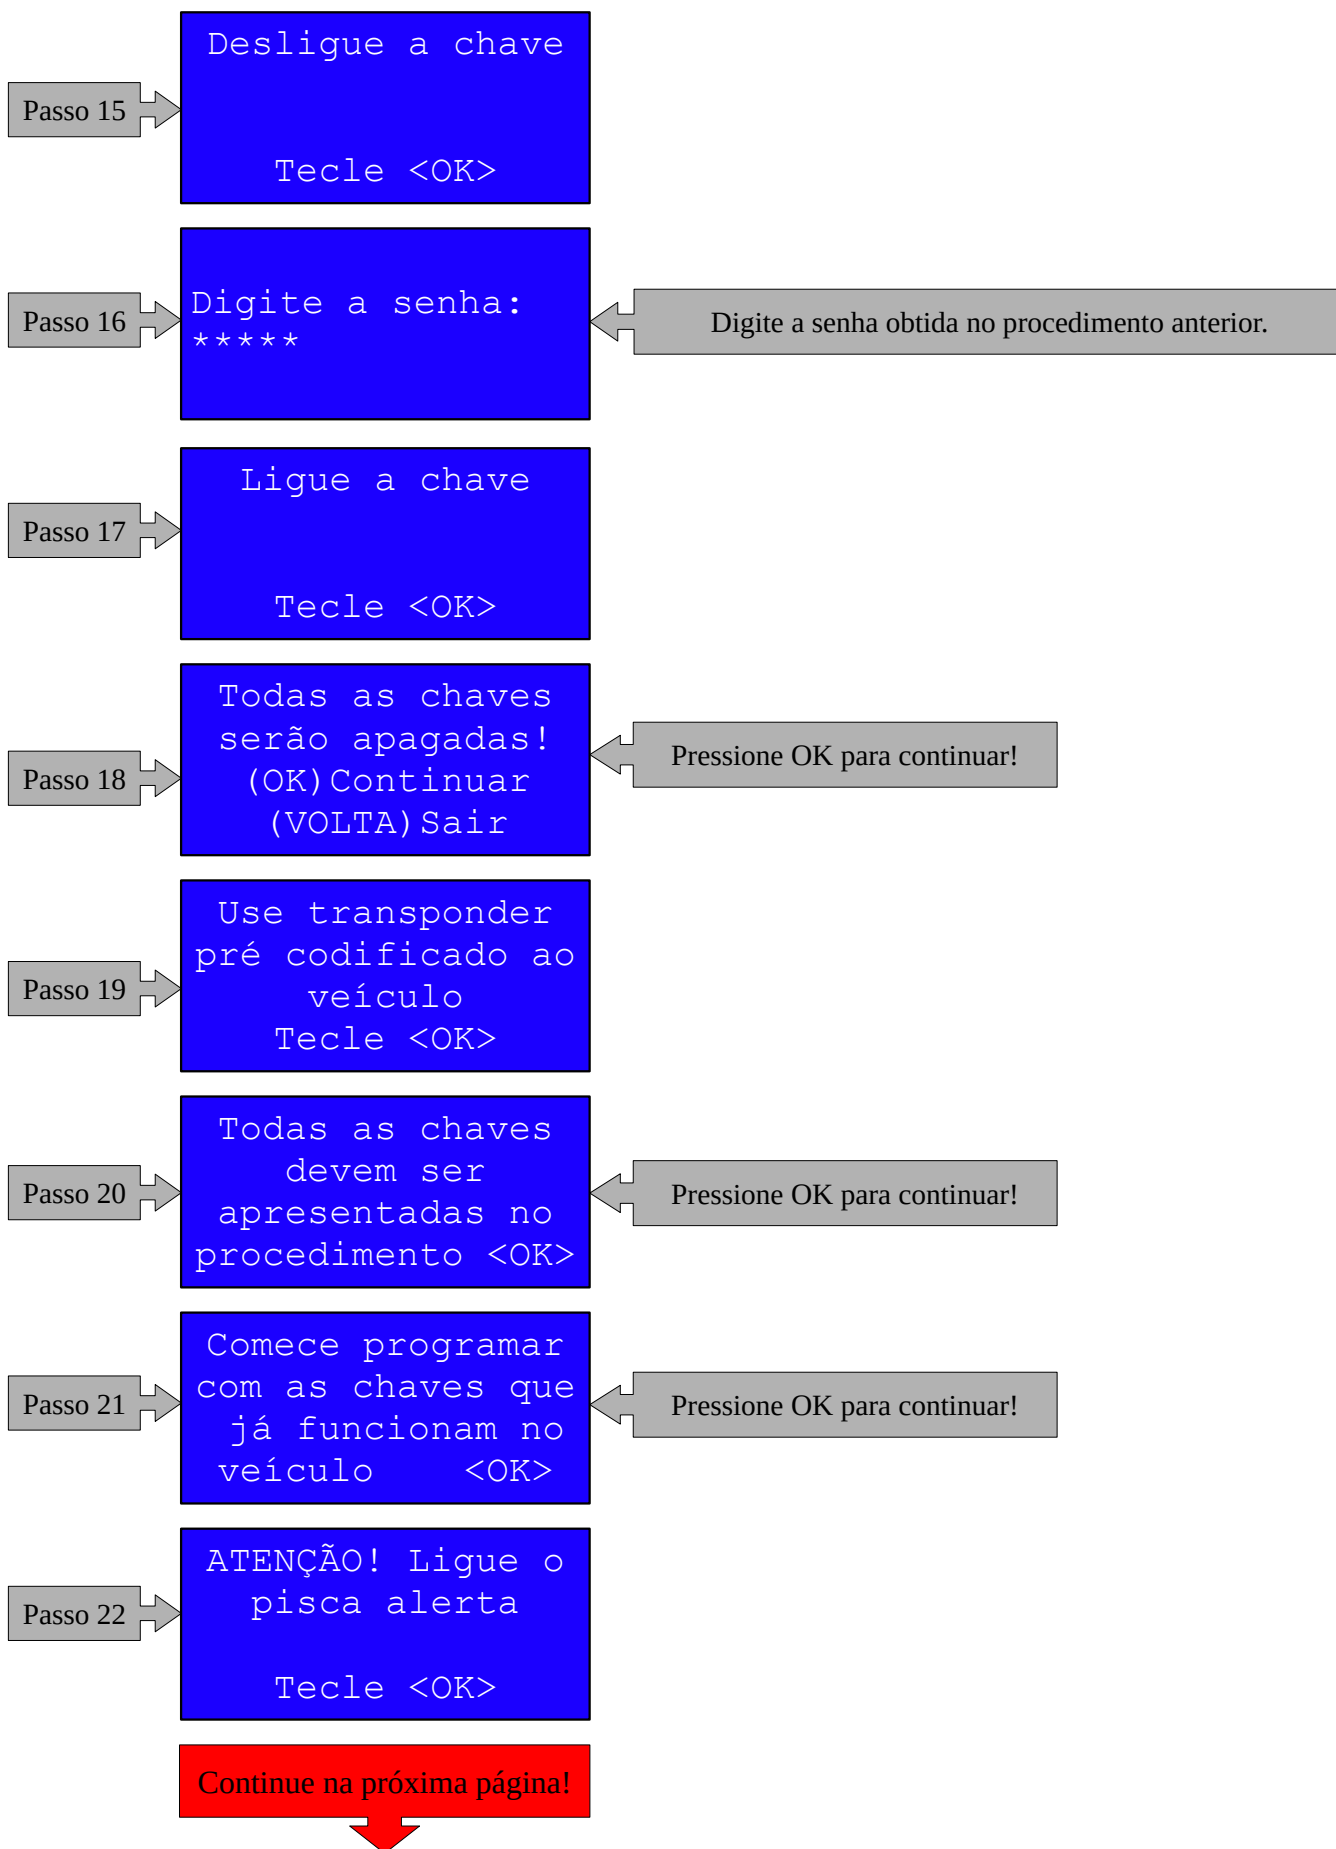 Desligue a chave
Passo 15
Tecle <OK>
Passo 16
Digite a senha:
*****
Digite a senha obtida no procedimento anterior.
Ligue a chave
Passo 17
Tecle <OK>
Todas as chaves
serão apagadas!
(OK)Continuar
(VOLTA)Sair
Passo 18
Pressione OK para continuar!
Use transponder
pré codificado ao
veículo
Tecle <OK>
Passo 19
Todas as chaves
devem ser
apresentadas no
procedimento <OK>
Passo 20
Pressione OK para continuar!
Comece programar
com as chaves que
já funcionam no
veículo <OK>
Passo 21
Pressione OK para continuar!
ATENÇÃO! Ligue o
pisca alerta
Tecle <OK>
Passo 22
Continue na próxima página!